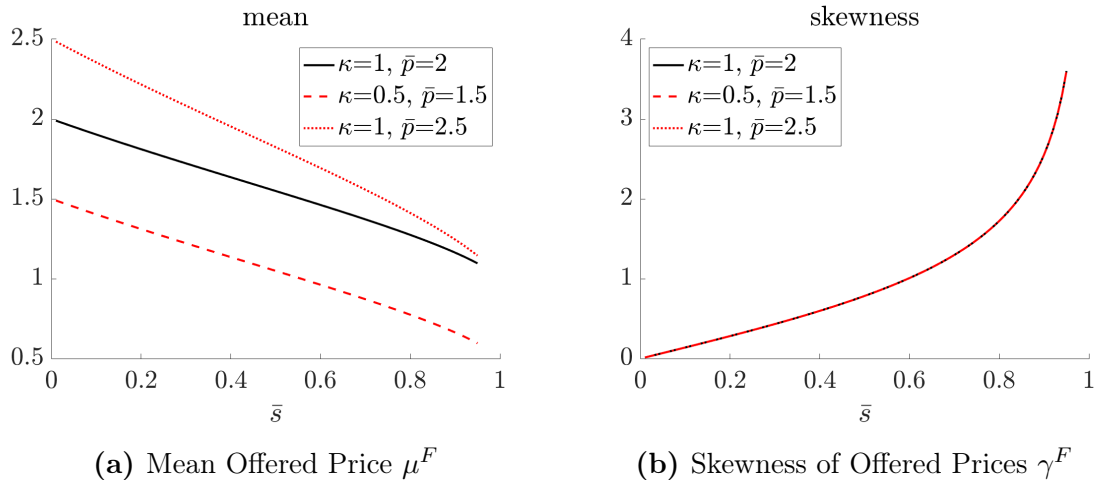 mean
2.5
2
1.5
1
0.5
0
0.2
0.4
0.6
0.8
1
s̄
κ=1, p̄=2
κ=0.5, p̄=1.5
κ=1, p̄=2.5
(a) Mean Offered Price μ^F
skewness
4
3
2
1
0
0
0.2
0.4
0.6
0.8
1
s̄
κ=1, p̄=2
κ=0.5, p̄=1.5
κ=1, p̄=2.5
(b) Skewness of Offered Prices γ^F